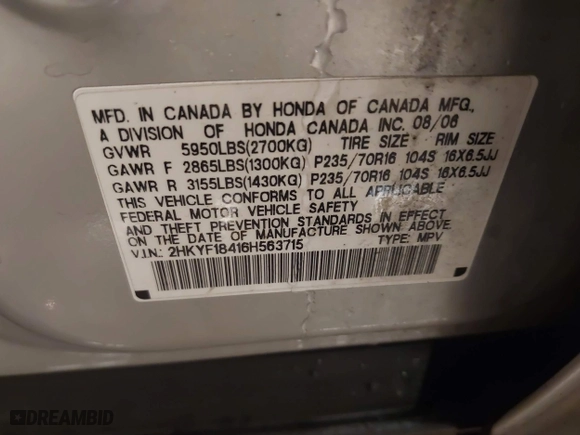 MFD. IN CANADA BY HONDA OF CANADA MFG.,
A DIVISION OF HONDA CANADA INC. 08/06
GVWR 5950LBS(2700KG) TIRE SIZE RIM SIZE
GAWR F 2865LBS(1300KG) P235/70R16 104S 16X6.5JJ
GAWR R 3155LBS(1430KG) P235/70R16 104S 16X6.5JJ
THIS VEHICLE CONFORMS TO ALL APPLICABLE
FEDERAL MOTOR VEHICLE SAFETY
AND THEFT PREVENTION STANDARDS IN EFFECT
ON THE DATE OF MANUFACTURE SHOWN ABOVE.
V.I.N.: 2HKYF18416H563715 TYPE: MPV
DREAMBID